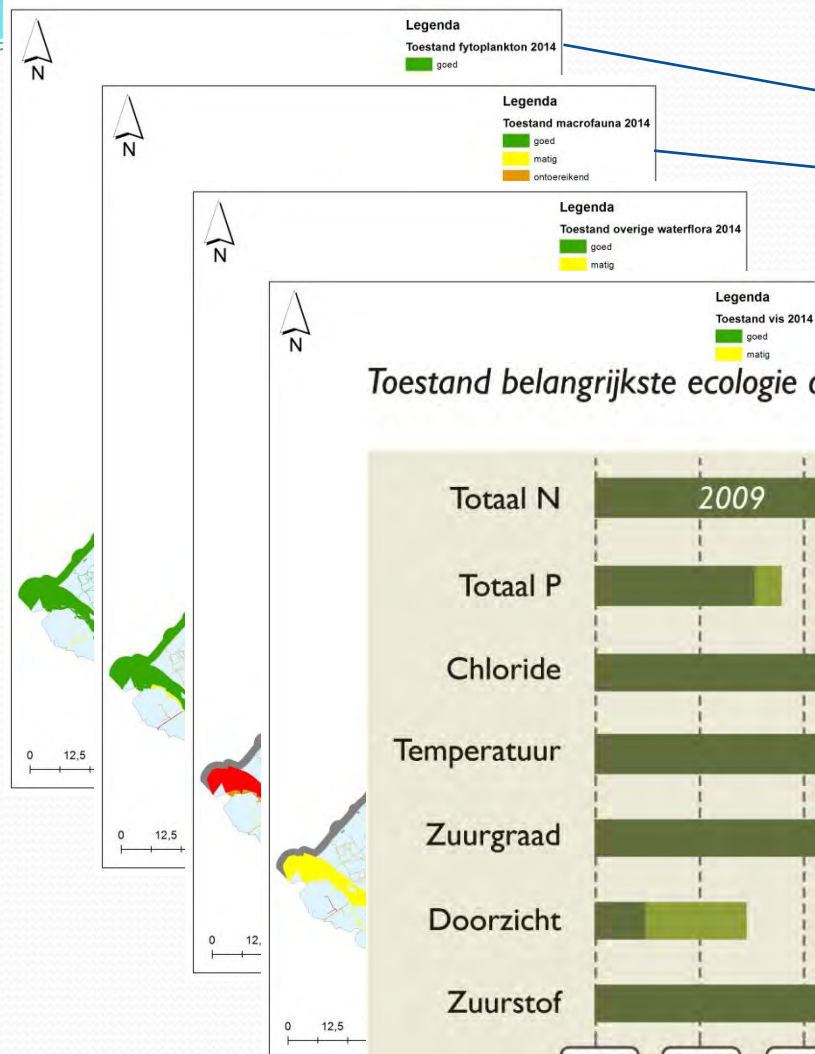 Legenda
Toestand fytoplankton 2014
goed
N
Legenda
Toestand macrofauna 2014
goed
matig
ontoereikend
N
Legenda
Toestand overige waterflora 2014
goed
matig
N
Legenda
Toestand vis 2014
goed
matig
N
Toestand belangrijkste ecologie
Totaal N
2009
Totaal P
Chloride
Temperatuur
Zuurgraad
Doorzicht
Zuurstof
0 12,5
0 12,5
0 12,
0 12,5